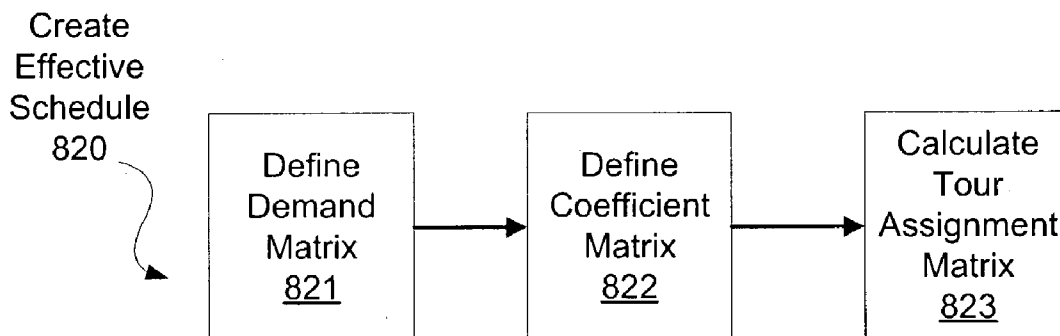 Create
Effective
Schedule
820
Define
Demand
Matrix
821
Define
Coefficient
Matrix
822
Calculate
Tour
Assignment
Matrix
823